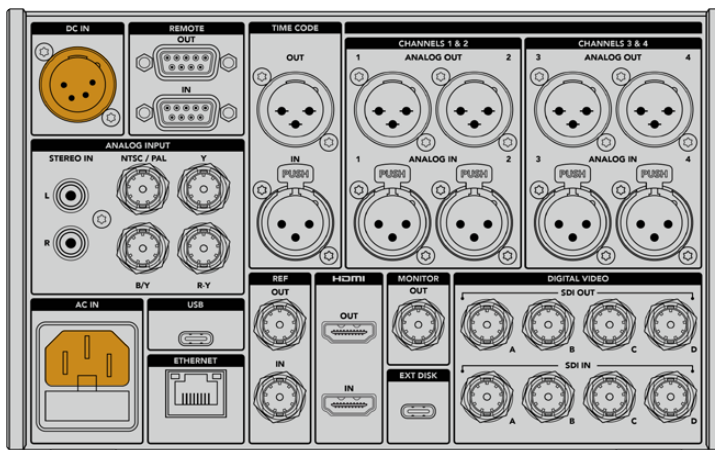 DC IN
REMOTE
OUT
IN
TIME CODE
OUT
IN
CHANNELS 1 & 2
1 ANALOG OUT 2
1 ANALOG IN 2
PUSH PUSH PUSH
CHANNELS 3 & 4
3 ANALOG OUT 4
3 ANALOG IN 4
PUSH PUSH
ANALOG INPUT
STEREO IN NTSC / PAL Y
L
R
B/Y R-Y
AC IN
USB
ETHERNET
REF
OUT
IN
HDMI
OUT
IN
MONITOR
OUT
EXT DISK
DIGITAL VIDEO
SDI OUT
A B C D
SDI IN
A B C D